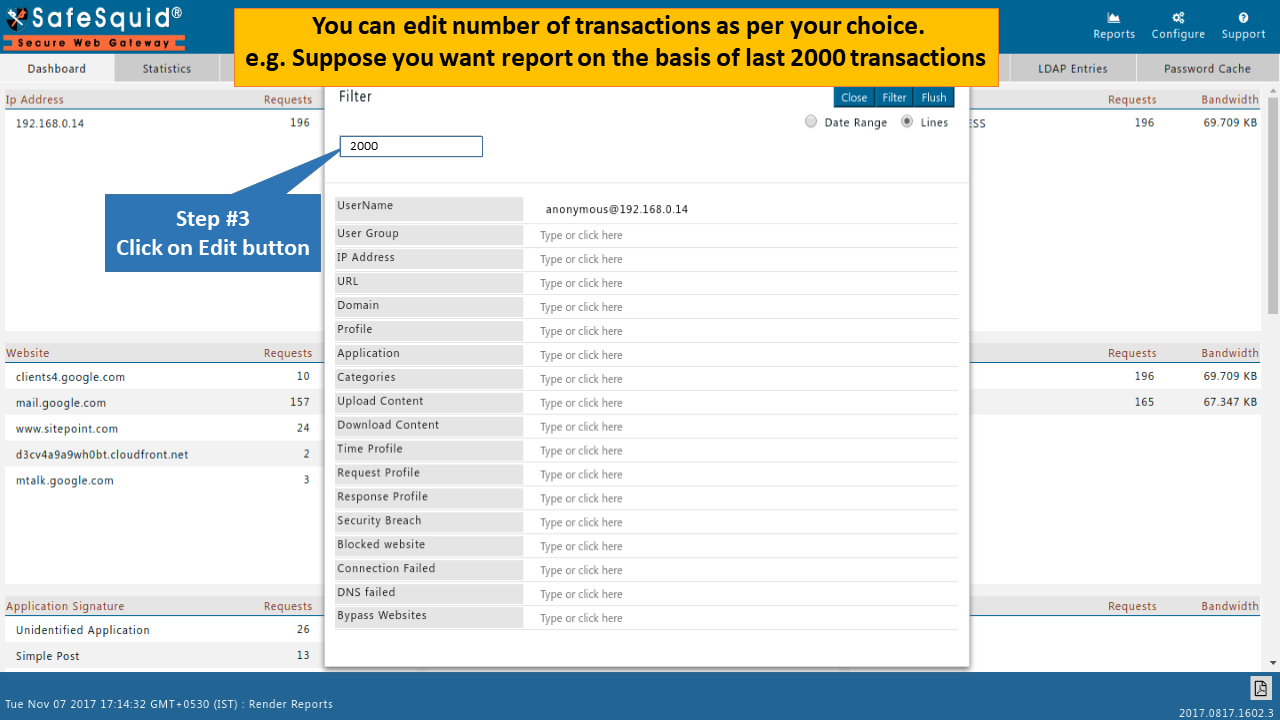 SafeSquid®
Secure Web Gateway
You can edit number of transactions as per your choice.
e.g. Suppose you want report on the basis of last 2000 transactions
Reports Configure Support
Dashboard Statistics LDAP Entries Password Cache
Ip Address Requests
192.168.0.14 196
Filter Close Filter Flush
Date Range Lines
2000
Requests Bandwidth
ESS 196 69.709 KB
Step #3
Click on Edit button
UserName anonymous@192.168.0.14
User Group Type or click here
IP Address Type or click here
URL Type or click here
Domain Type or click here
Profile Type or click here
Application Type or click here
Categories Type or click here
Upload Content Type or click here
Download Content Type or click here
Time Profile Type or click here
Request Profile Type or click here
Response Profile Type or click here
Security Breach Type or click here
Blocked website Type or click here
Connection Failed Type or click here
DNS failed Type or click here
Bypass Websites Type or click here
Website Requests
clients4.google.com 10
mail.google.com 157
www.sitepoint.com 24
d3cv4a9a9wh0bt.cloudfront.net 2
mtalk.google.com 3
Requests Bandwidth
196 69.709 KB
165 67.347 KB
Application Signature Requests
Unidentified Application 26
Simple Post 13
Requests Bandwidth
Tue Nov 07 2017 17:14:32 GMT+0530 (IST) : Render Reports
2017.0817.1602.3